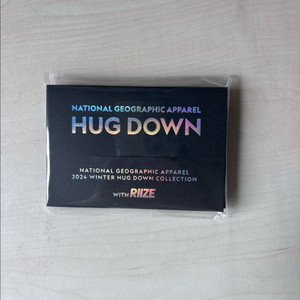 NATIONAL GEOGRAPHIC APPAREL
HUG DOWN
NATIONAL GEOGRAPHIC APPAREL
2024 WINTER HUG DOWN COLLECTION
WITH RIIZE